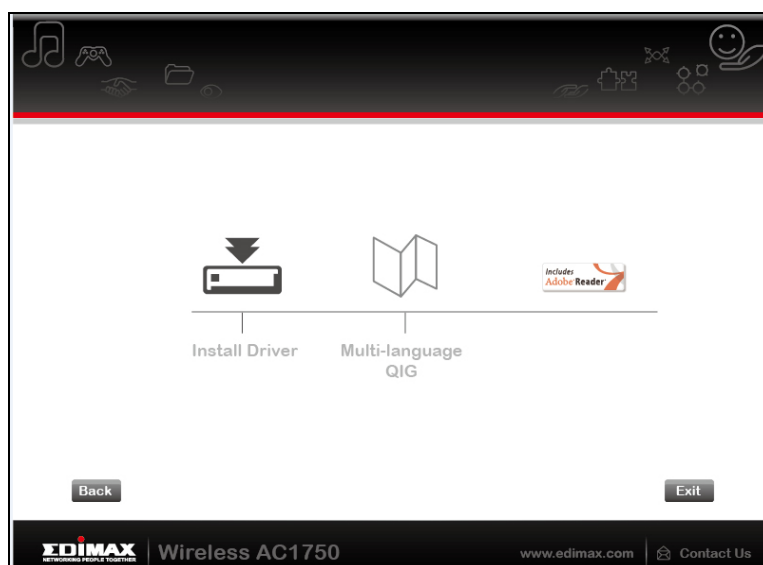 Includes
Adobe Reader
Install Driver
Multi-language
QIG
Back
Exit
EDIMAX
NETWORKING PEOPLE TOGETHER
Wireless AC1750
www.edimax.com
Contact Us